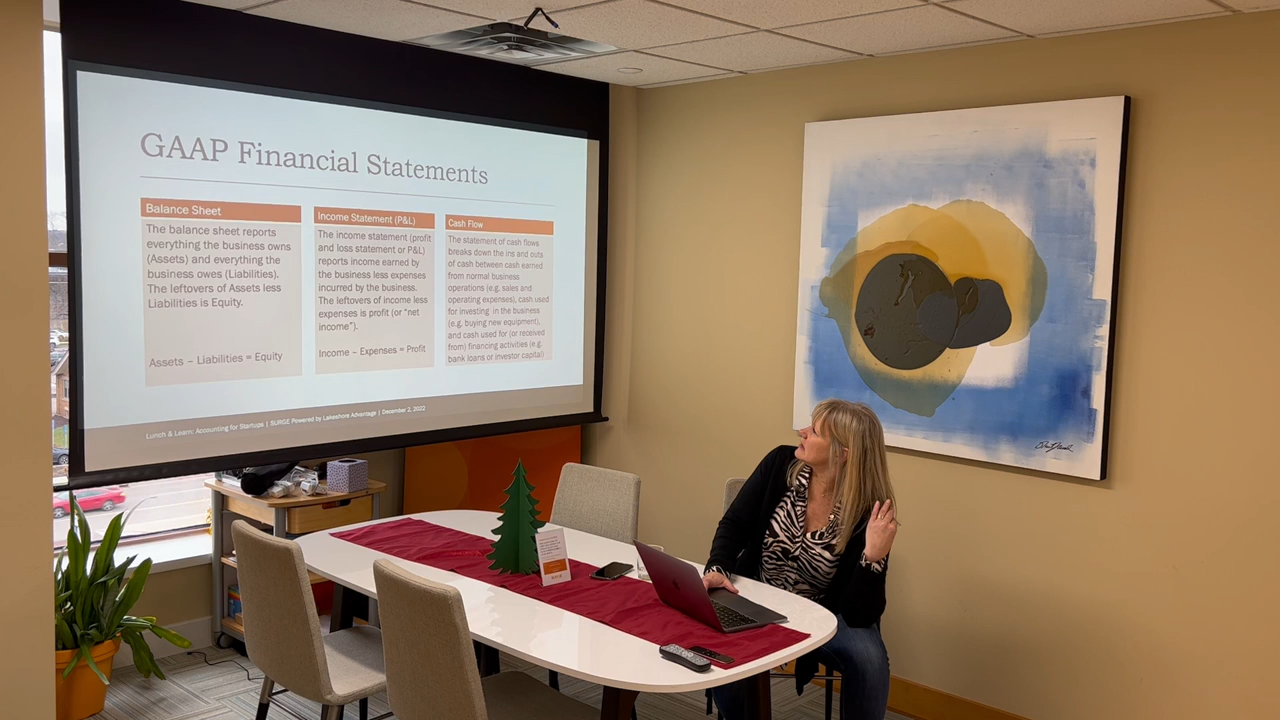 GAAP Financial Statements
Balance Sheet
The balance sheet reports
everything the business owns
(Assets) and everything the
business owes (Liabilities).
The leftovers of Assets less
Liabilities is Equity.
Assets – Liabilities = Equity
Income Statement (P&L)
The income statement (profit
and loss statement or P&L)
reports income earned by
the business less expenses
incurred by the business.
The leftovers of income less
expenses is profit (or “net
income”).
Income – Expenses = Profit
Cash Flow
The statement of cash flows
breaks down the ins and outs
of cash between cash earned
from normal business
operations (e.g. sales and
operating expenses), cash used
for investing in the business
(e.g. buying new equipment),
and cash used for (or received
from) financing activities (e.g.
bank loans or investor capital)
Lunch & Learn: Accounting for Startups | SURGE Powered by Lakeshore Advantage | December 2, 2022